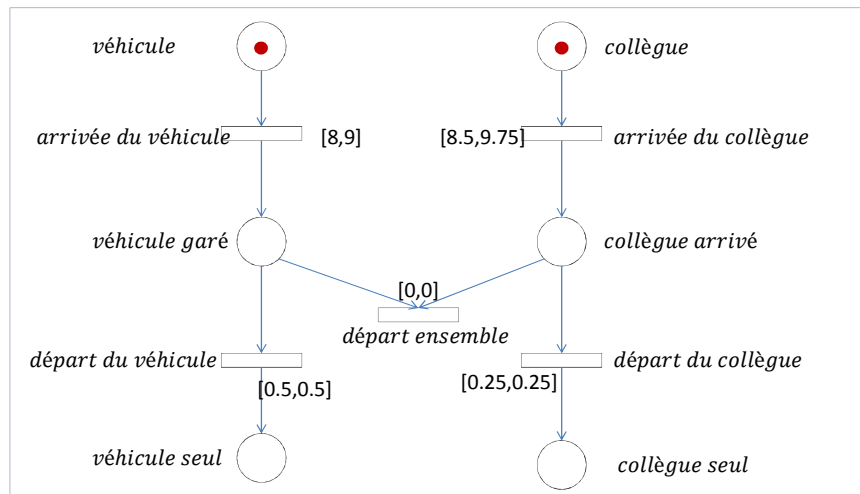 véhicule
collègue
arrivée du véhicule
[8,9]
[8.5,9.75]
arrivée du collègue
véhicule garé
collègue arrivé
[0,0]
départ ensemble
départ du véhicule
départ du collègue
[0.5,0.5]
[0.25,0.25]
véhicule seul
collègue seul